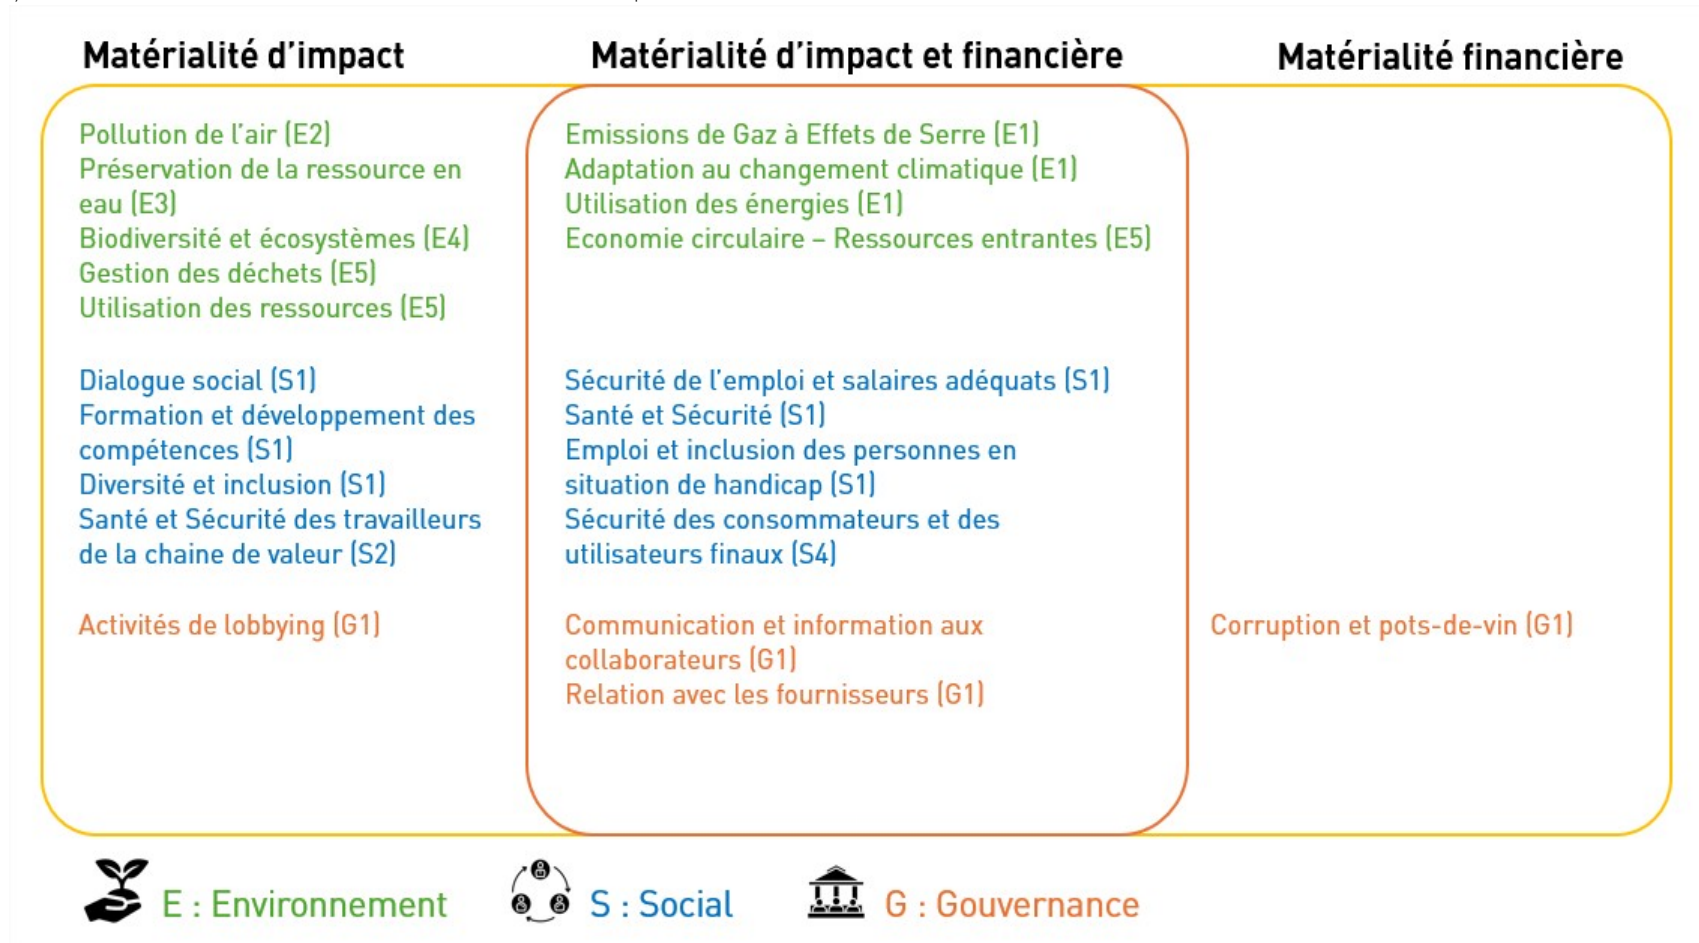 Matérialité d'impact
Pollution de l'air (E2)
Préservation de la ressource en
eau (E3)
Biodiversité et écosystèmes (E4)
Gestion des déchets (E5)
Utilisation des ressources (E5)
Dialogue social (S1)
Formation et développement des
compétences (S1)
Diversité et inclusion (S1)
Santé et Sécurité des travailleurs
de la chaine de valeur (S2)
Activités de lobbying (G1)
Matérialité d'impact et financière
Emissions de Gaz à Effets de Serre (E1)
Adaptation au changement climatique (E1)
Utilisation des énergies (E1)
Economie circulaire – Ressources entrantes (E5)
Sécurité de l'emploi et salaires adéquats (S1)
Santé et Sécurité (S1)
Emploi et inclusion des personnes en
situation de handicap (S1)
Sécurité des consommateurs et des
utilisateurs finaux (S4)
Communication et information aux
collaborateurs (G1)
Relation avec les fournisseurs (G1)
Matérialité financière
Corruption et pots-de-vin (G1)
E : Environnement
S : Social
G : Gouvernance